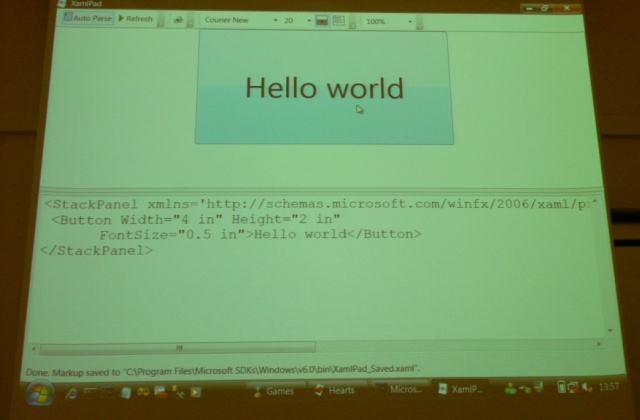 XamlPad
Auto Parse Refresh Courier New 20 100%
Hello world
<StackPanel xmlns='http://schemas.microsoft.com/winfx/2006/xaml/p
<Button Width="4 in" Height="2 in"
FontSize="0.5 in">Hello world</Button>
</StackPanel>
Done. Markup saved to "C:\Program Files\Microsoft SDKs\Windows\v6.0\bin\XamlPad_Saved.xaml".
Games Hearts Micros... XamlP... 13:57